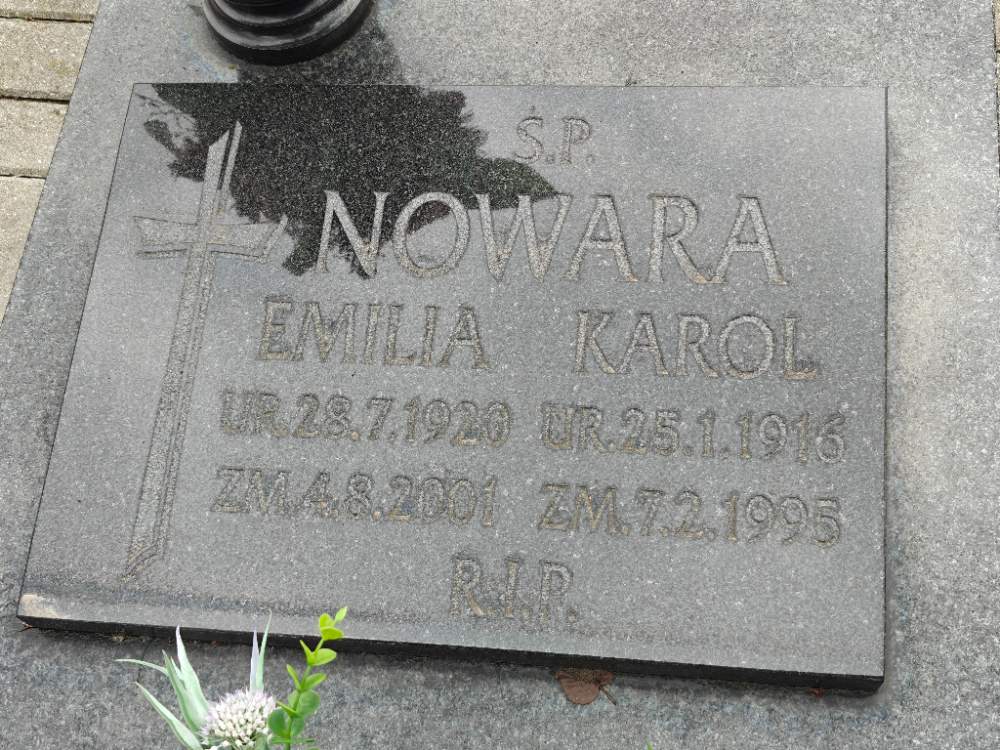 Ś.P.
NOWARA
EMILIA KAROL
UR.28.7.1920 UR.25.1.1916
ZM.4.8.2001 ZM.7.2.1995
R.I.P.